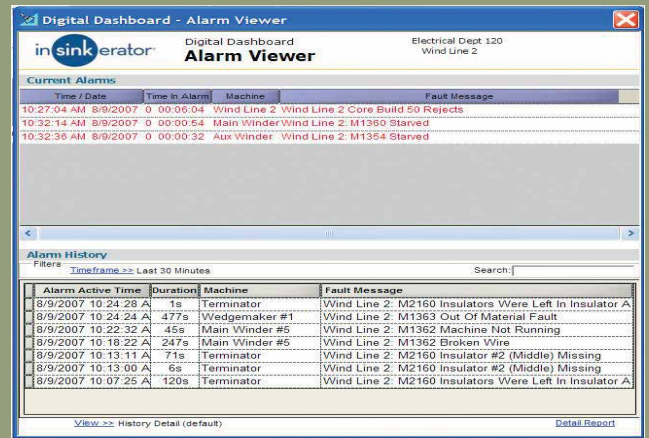 Digital Dashboard - Alarm Viewer
insinkerator
Digital Dashboard
Alarm Viewer
Electrical Dept 120
Wind Line 2
Current Alarms
Time / Date Time In Alarm Machine Fault Message
10:27:04 AM 8/9/2007 0 00:06:04 Wind Line 2 Wind Line 2 Core Build 50 Rejects
10:32:14 AM 8/9/2007 0 00:00:54 Main Winder Wind Line 2: M1360 Starved
10:32:36 AM 8/9/2007 0 00:00:32 Aux Winder Wind Line 2: M1354 Starved
Alarm History
Filters
Timeframe >> Last 30 Minutes Search:
Alarm Active Time Duration Machine Fault Message
8/9/2007 10:24:28 A 1s Terminator Wind Line 2: M2160 Insulators Were Left In Insulator A
8/9/2007 10:24:24 A 477s Wedgemaker #1 Wind Line 2: M1363 Out Of Material Fault
8/9/2007 10:22:32 A 45s Main Winder #5 Wind Line 2: M1362 Machine Not Running
8/9/2007 10:18:22 A 247s Main Winder #5 Wind Line 2: M1362 Broken Wire
8/9/2007 10:13:11 A 71s Terminator Wind Line 2: M2160 Insulator #2 (Middle) Missing
8/9/2007 10:13:00 A 6s Terminator Wind Line 2: M2160 Insulator #2 (Middle) Missing
8/9/2007 10:07:25 A 120s Terminator Wind Line 2: M2160 Insulators Were Left In Insulator A
View >> History Detail (default) Detail Report